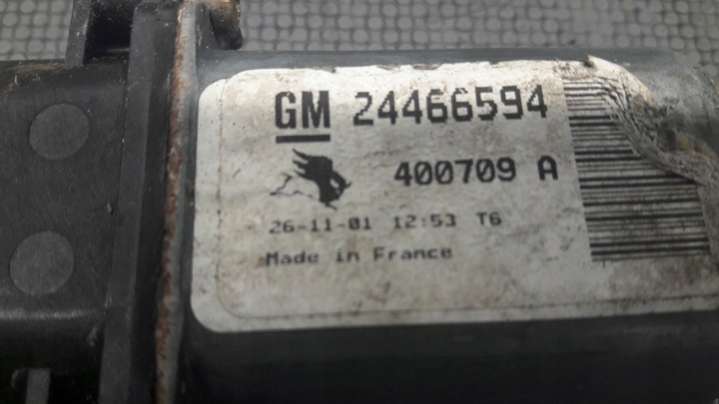 GM 24466594
400709 A
26-11-01 12:53 T6
Made in France